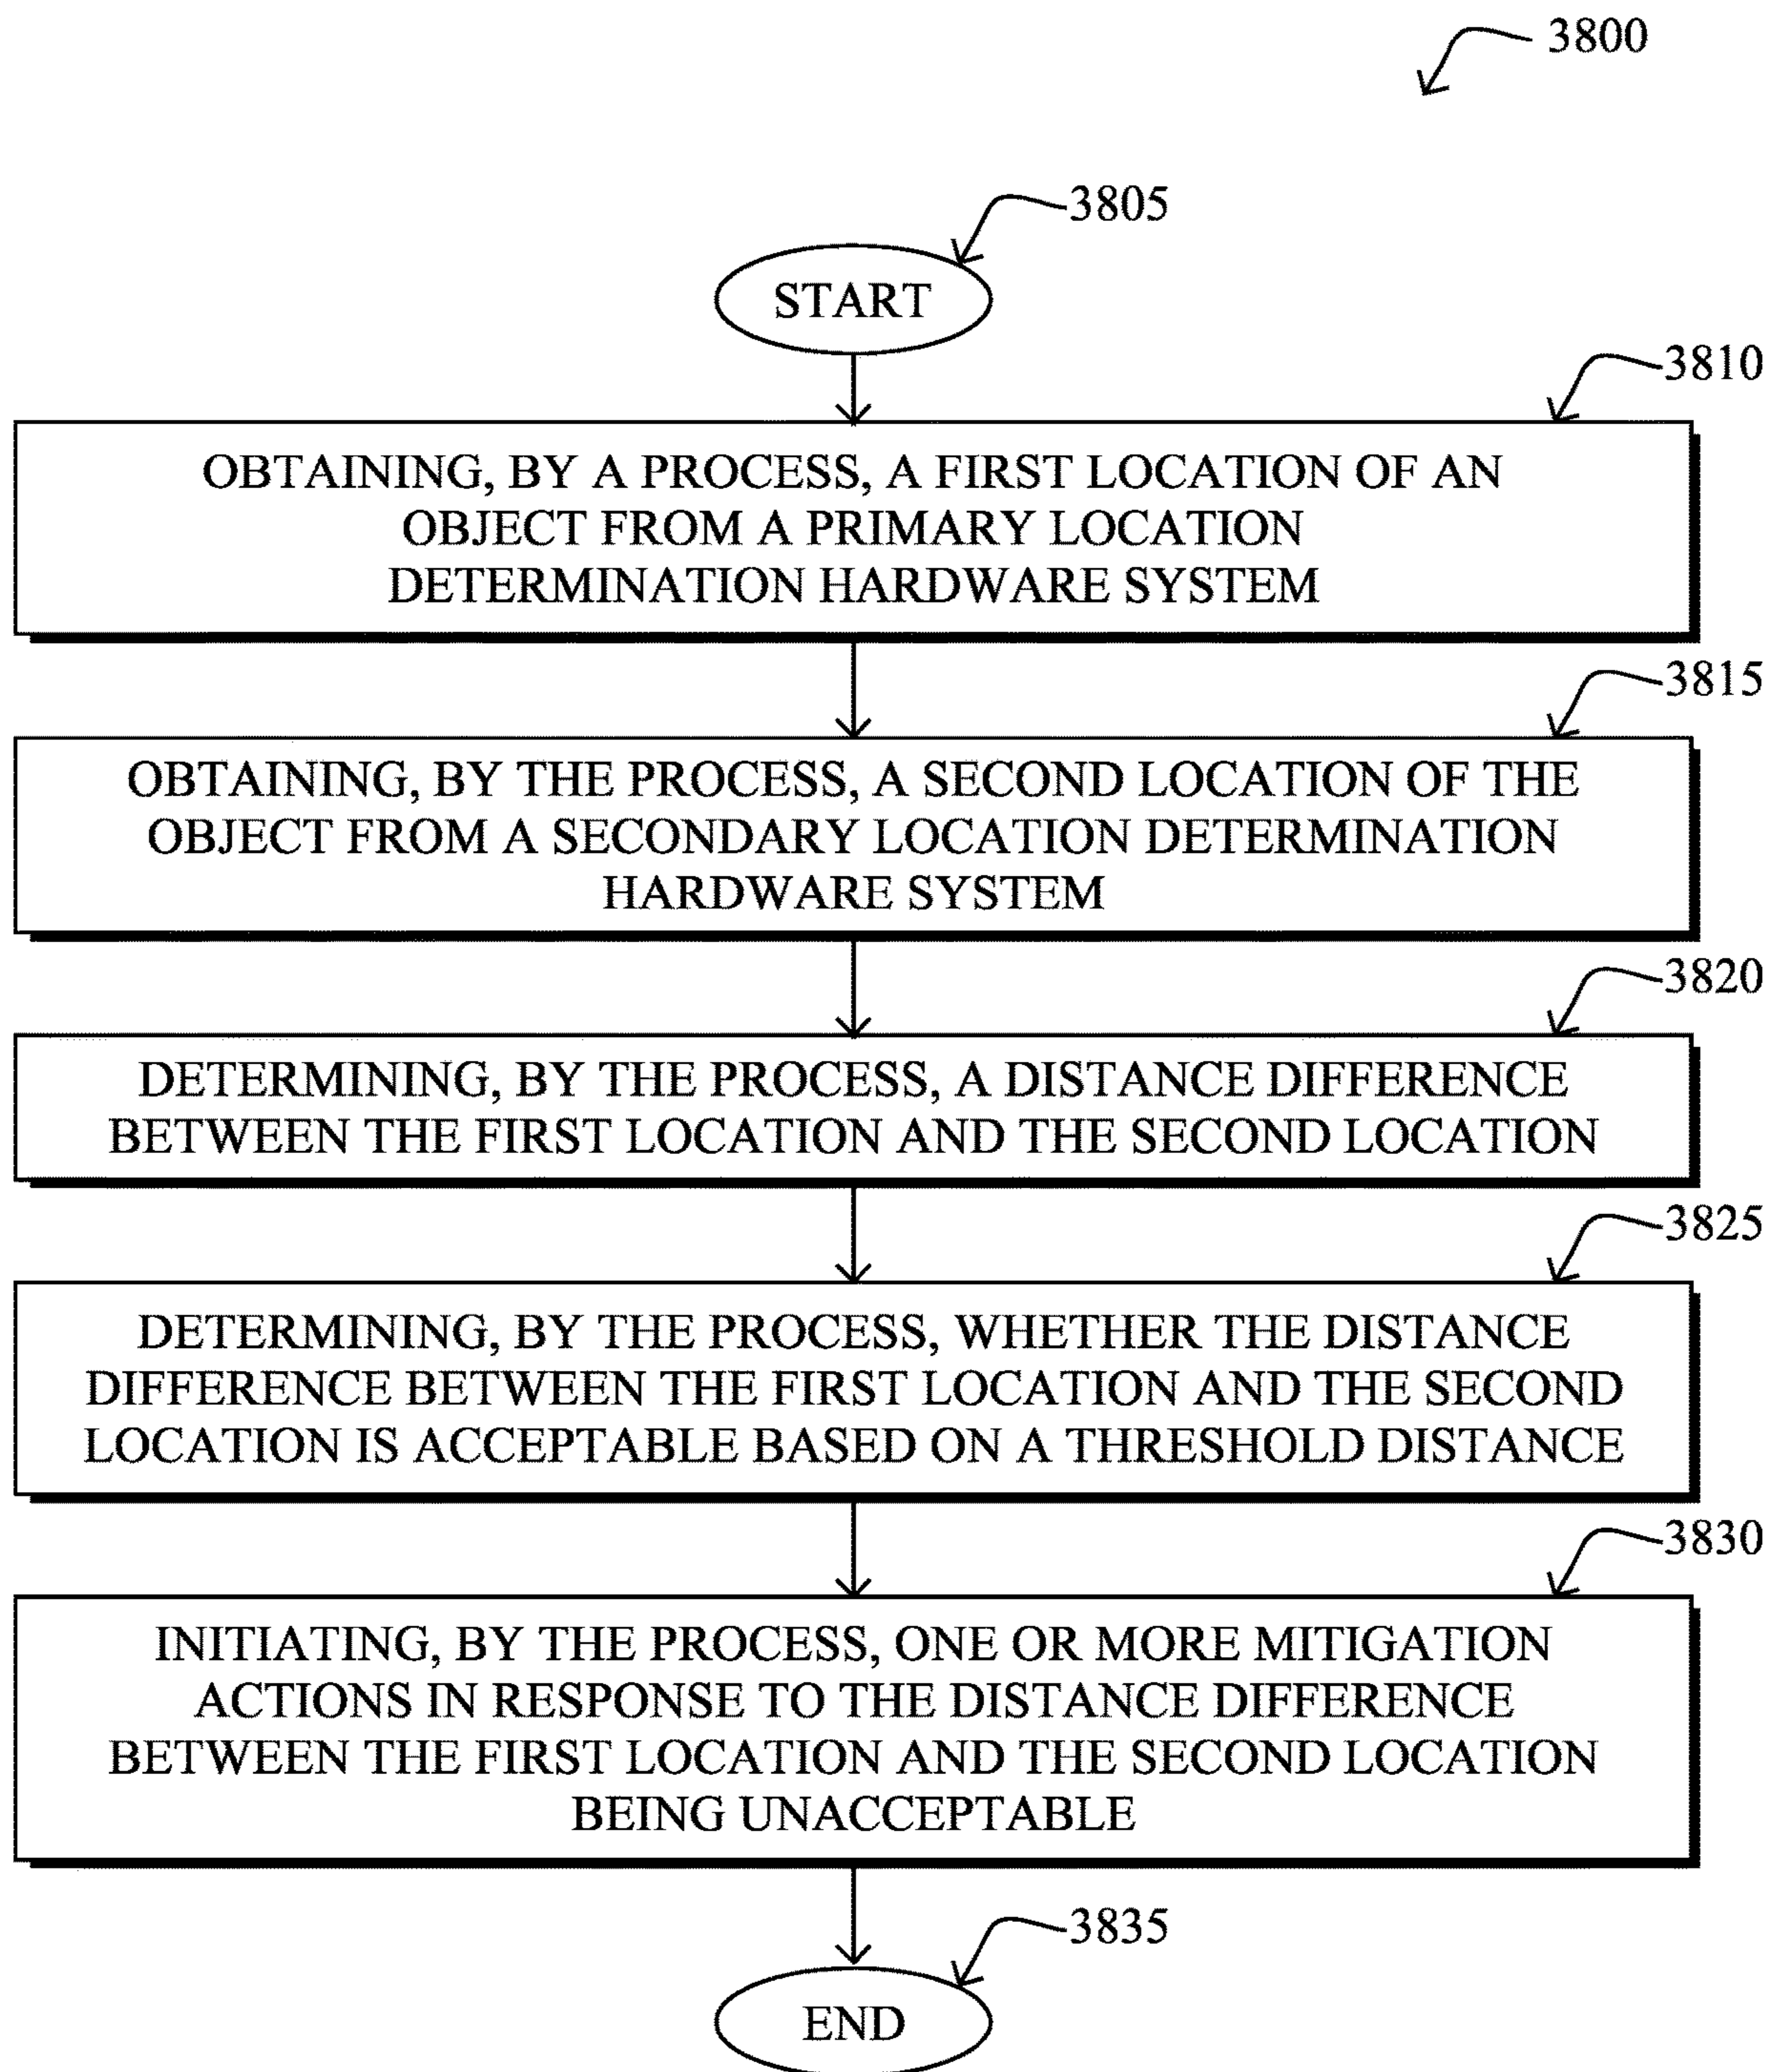 3800
3805
START
3810
OBTAINING, BY A PROCESS, A FIRST LOCATION OF AN
OBJECT FROM A PRIMARY LOCATION
DETERMINATION HARDWARE SYSTEM
3815
OBTAINING, BY THE PROCESS, A SECOND LOCATION OF THE
OBJECT FROM A SECONDARY LOCATION DETERMINATION
HARDWARE SYSTEM
3820
DETERMINING, BY THE PROCESS, A DISTANCE DIFFERENCE
BETWEEN THE FIRST LOCATION AND THE SECOND LOCATION
3825
DETERMINING, BY THE PROCESS, WHETHER THE DISTANCE
DIFFERENCE BETWEEN THE FIRST LOCATION AND THE SECOND
LOCATION IS ACCEPTABLE BASED ON A THRESHOLD DISTANCE
3830
INITIATING, BY THE PROCESS, ONE OR MORE MITIGATION
ACTIONS IN RESPONSE TO THE DISTANCE DIFFERENCE
BETWEEN THE FIRST LOCATION AND THE SECOND LOCATION
BEING UNACCEPTABLE
3835
END